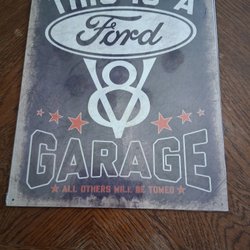 THIS IS A
Ford
V8
GARAGE
ALL OTHERS WILL BE TOWED